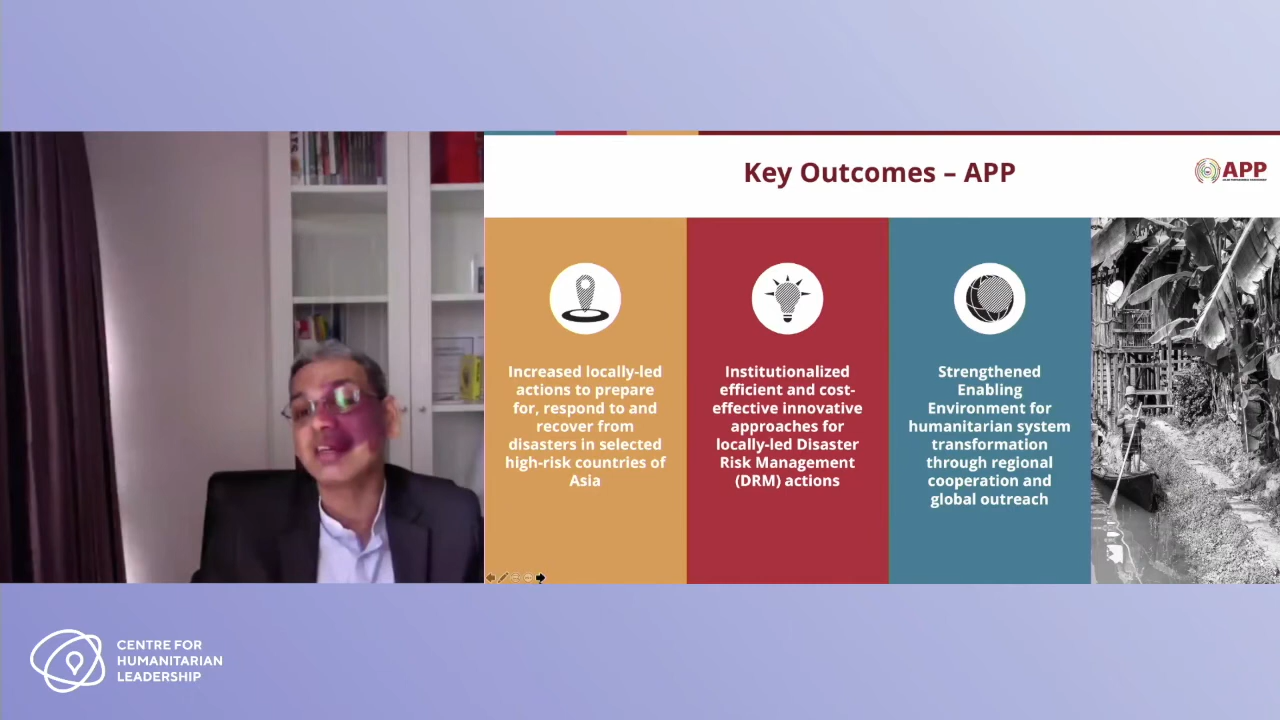 Key Outcomes – APP
APP
Increased locally-led
actions to prepare
for, respond to and
recover from
disasters in selected
high-risk countries of
Asia
Institutionalized
efficient and cost-
effective innovative
approaches for
locally-led Disaster
Risk Management
(DRM) actions
Strengthened
Enabling
Environment for
humanitarian system
transformation
through regional
cooperation and
global outreach
CENTRE FOR
HUMANITARIAN
LEADERSHIP